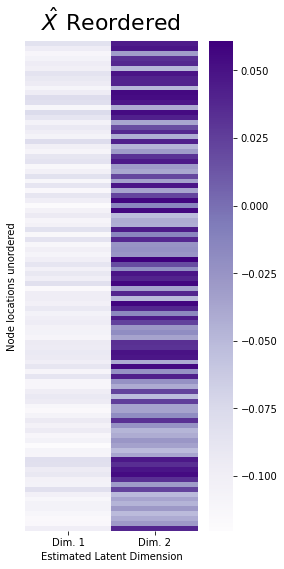 X̂ Reordered
Node locations unordered
0.050
0.025
0.000
−0.025
−0.050
−0.075
−0.100
Dim. 1 Dim. 2
Estimated Latent Dimension